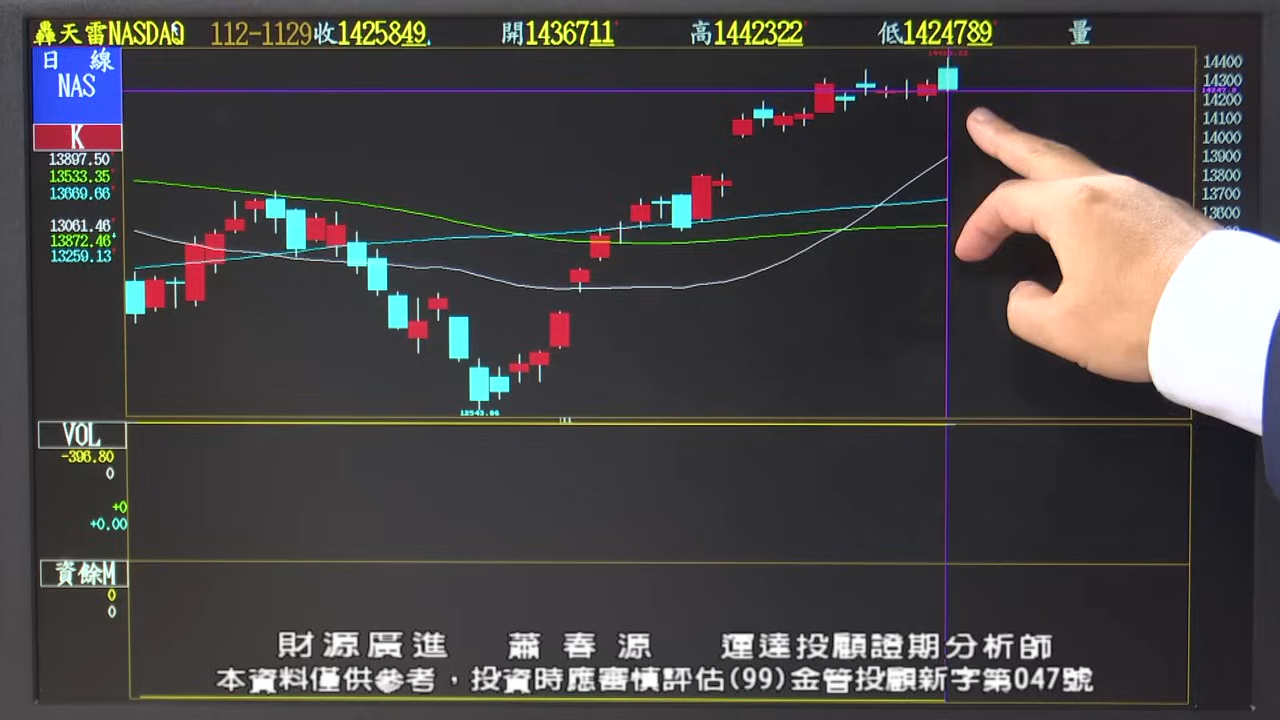 轟天雷NASDAQ 112-1129收1425849 開1436711 高1442322 低1424789 量
日 線
NAS
K
13897.50
13533.35
13669.66
13061.46
13872.46
13259.13
14400
14300
14200
14100
14000
13900
13800
13700
13600
12543.06
VOL
-396.80
0
+0
+0.00
資餘M
0
0
財源廣進 蕭春源 運達投顧證期分析師
本資料僅供參考，投資時應審慎評估(99)金管投顧新字第047號